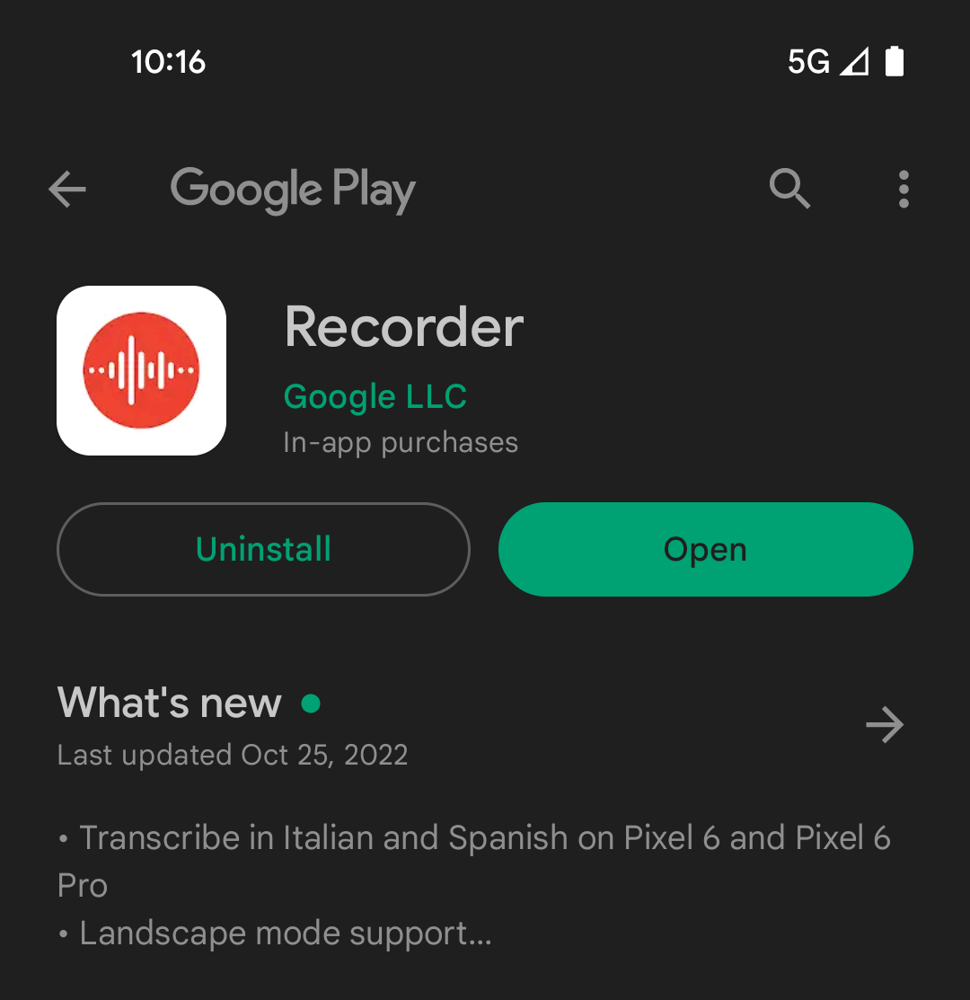 10:16 5G
Google Play
Recorder
Google LLC
In-app purchases
Uninstall Open
What's new
Last updated Oct 25, 2022
• Transcribe in Italian and Spanish on Pixel 6 and Pixel 6
Pro
• Landscape mode support...